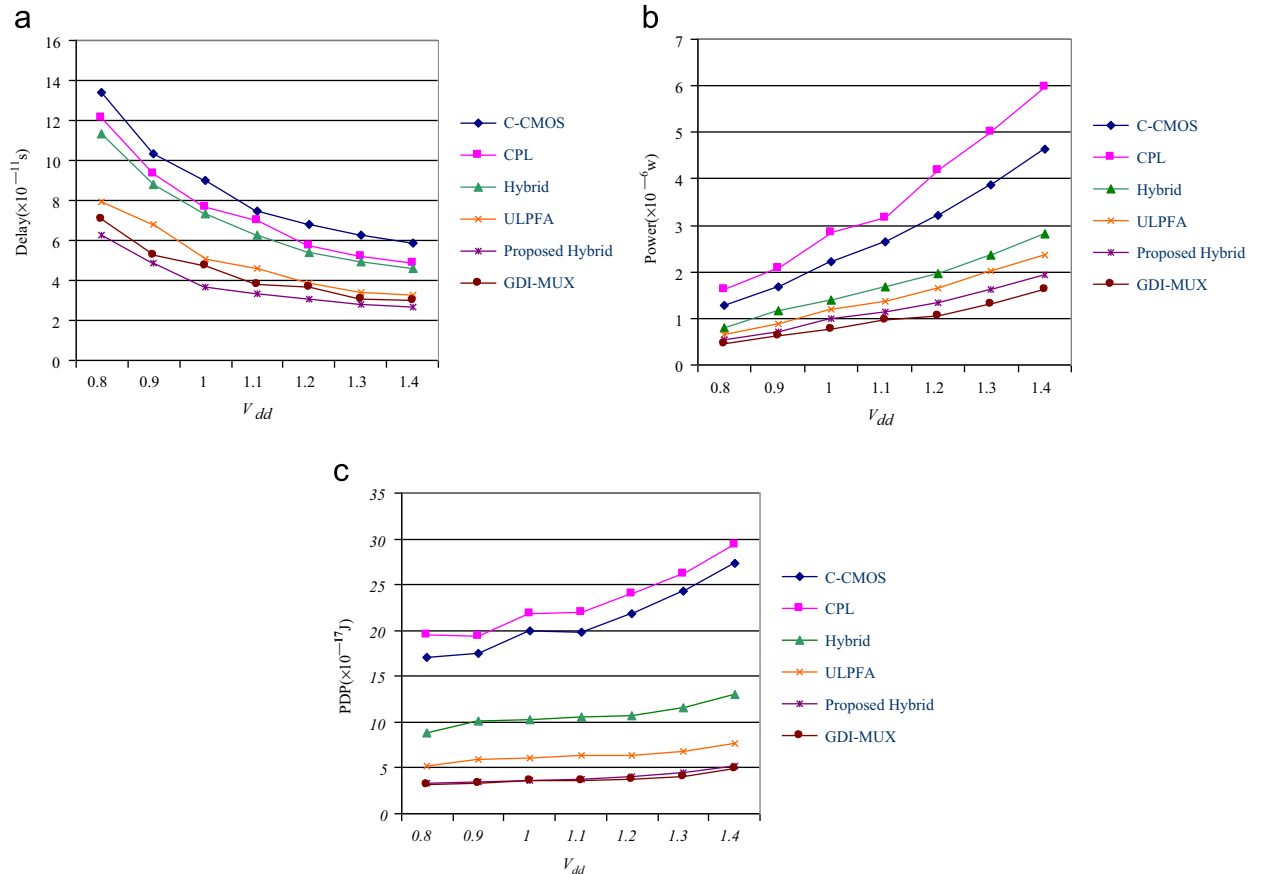 a
16
14
12
10
8
6
4
2
0
Delay(×10 —11s)
0.8 0.9 1 1.1 1.2 1.3 1.4
V dd
C-CMOS
CPL
Hybrid
ULPFA
Proposed Hybrid
GDI-MUX
b
7
6
5
4
3
2
1
0
Power(×10 —6w)
0.8 0.9 1 1.1 1.2 1.3 1.4
V dd
C-CMOS
CPL
Hybrid
ULPFA
Proposed Hybrid
GDI-MUX
c
35
30
25
20
15
10
5
0
PDP(×10—17J)
0.8 0.9 1 1.1 1.2 1.3 1.4
V dd
C-CMOS
CPL
Hybrid
ULPFA
Proposed Hybrid
GDI-MUX